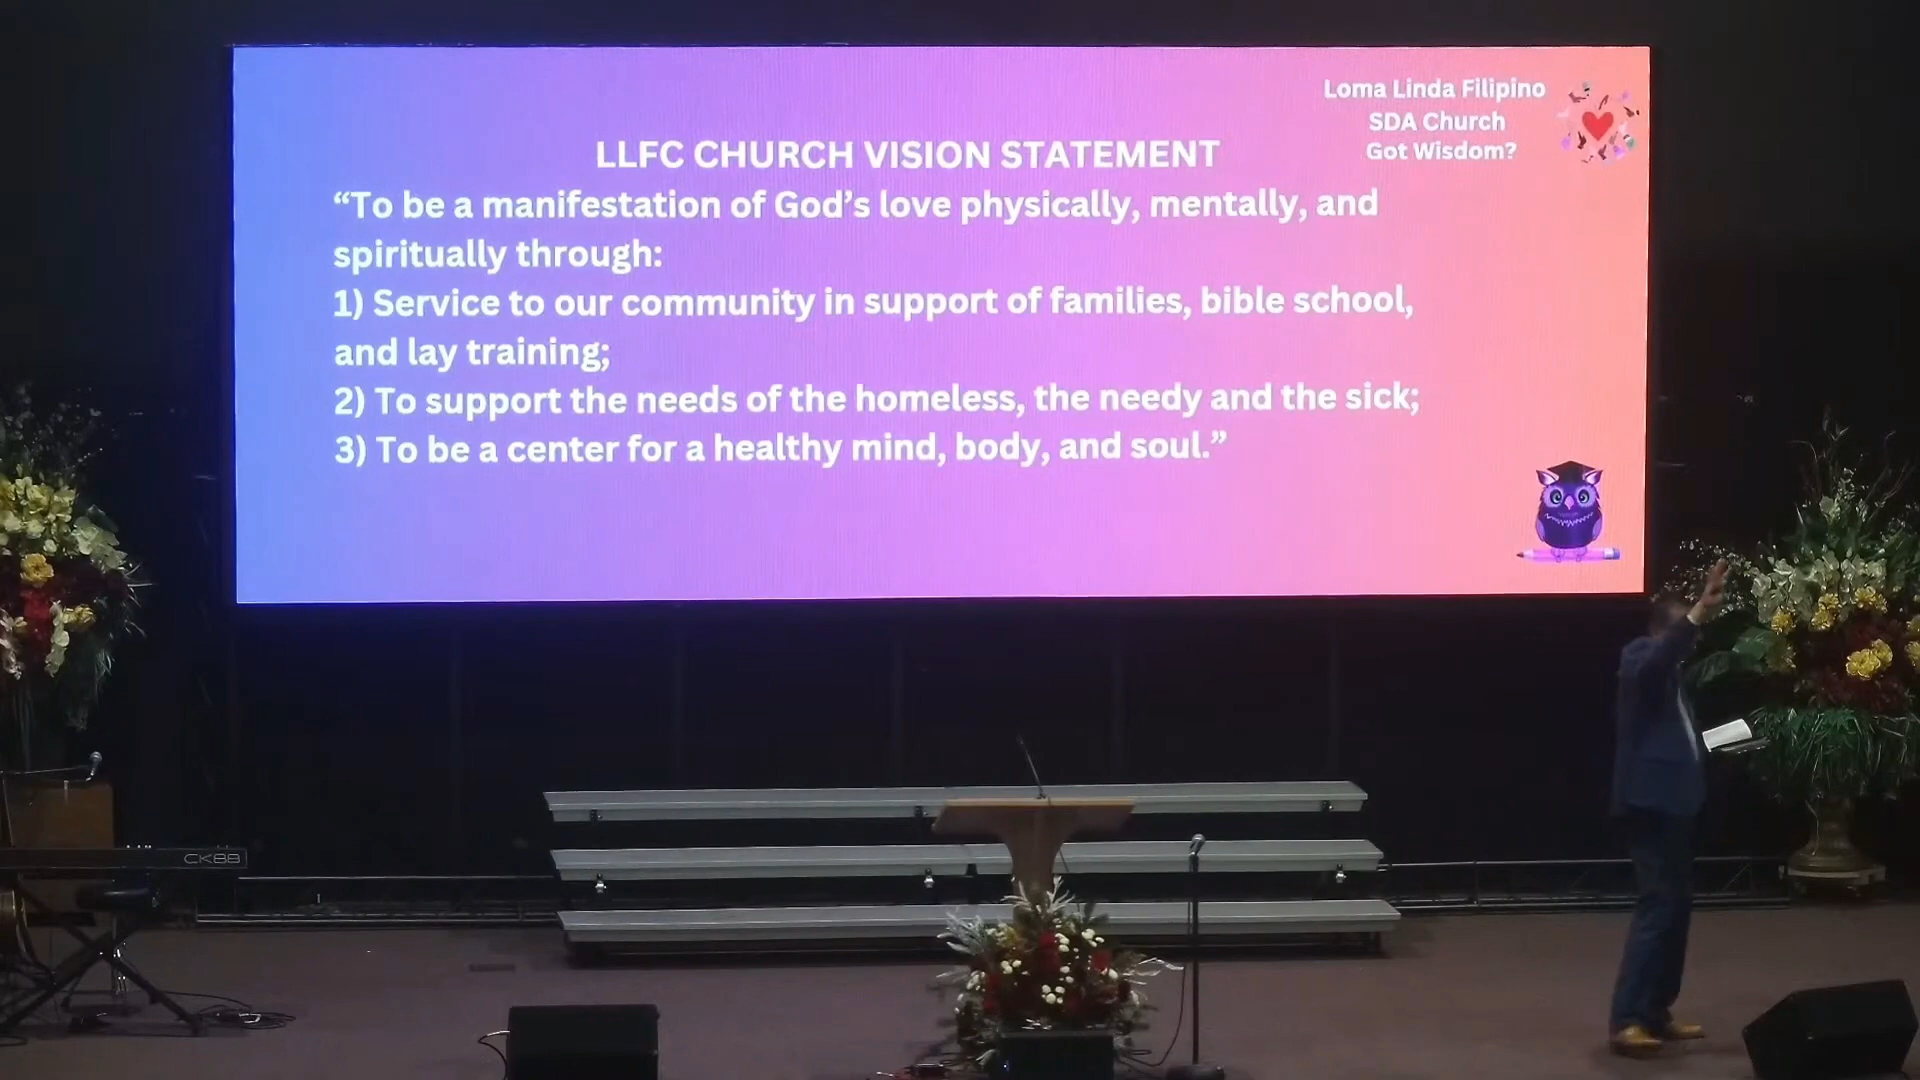 Loma Linda Filipino
SDA Church
Got Wisdom?
LLFC CHURCH VISION STATEMENT
“To be a manifestation of God’s love physically, mentally, and
spiritually through:
1) Service to our community in support of families, bible school,
and lay training;
2) To support the needs of the homeless, the needy and the sick;
3) To be a center for a healthy mind, body, and soul.”
CK88